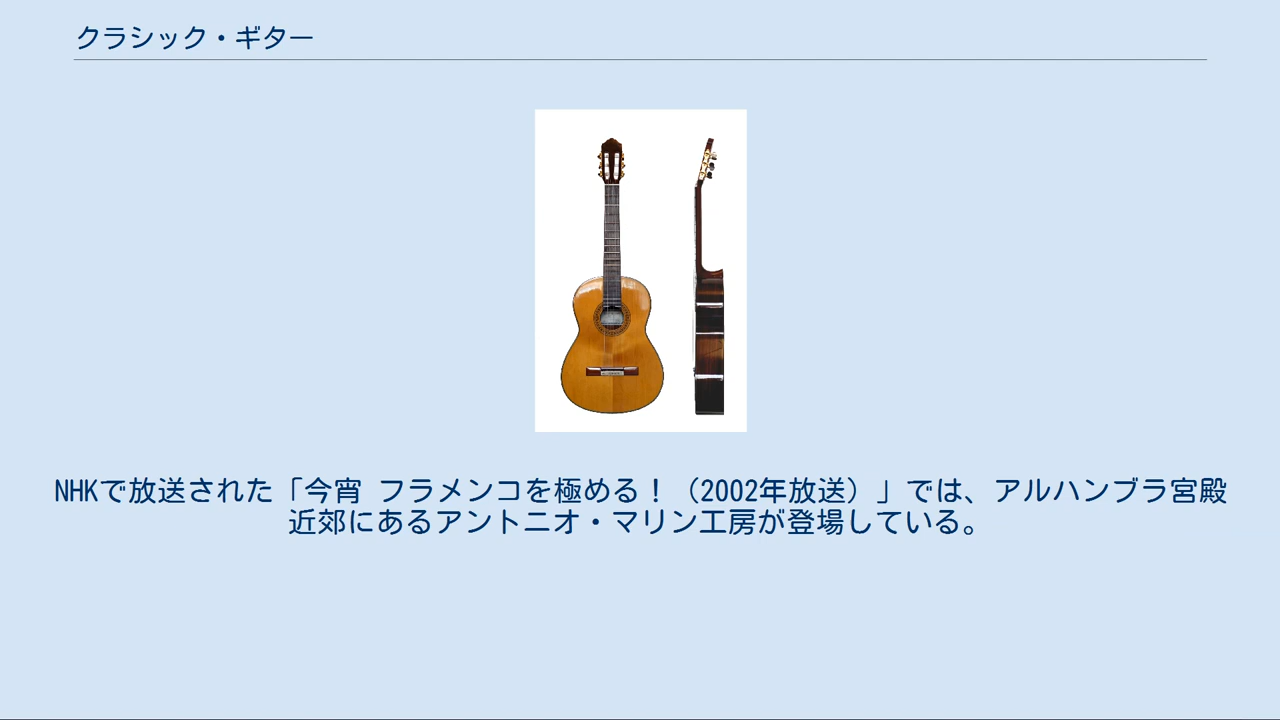 クラシック・ギター
NHKで放送された「今宵 フラメンコを極める！（2002年放送）」では、アルハンブラ宮殿
近郊にあるアントニオ・マリン工房が登場している。